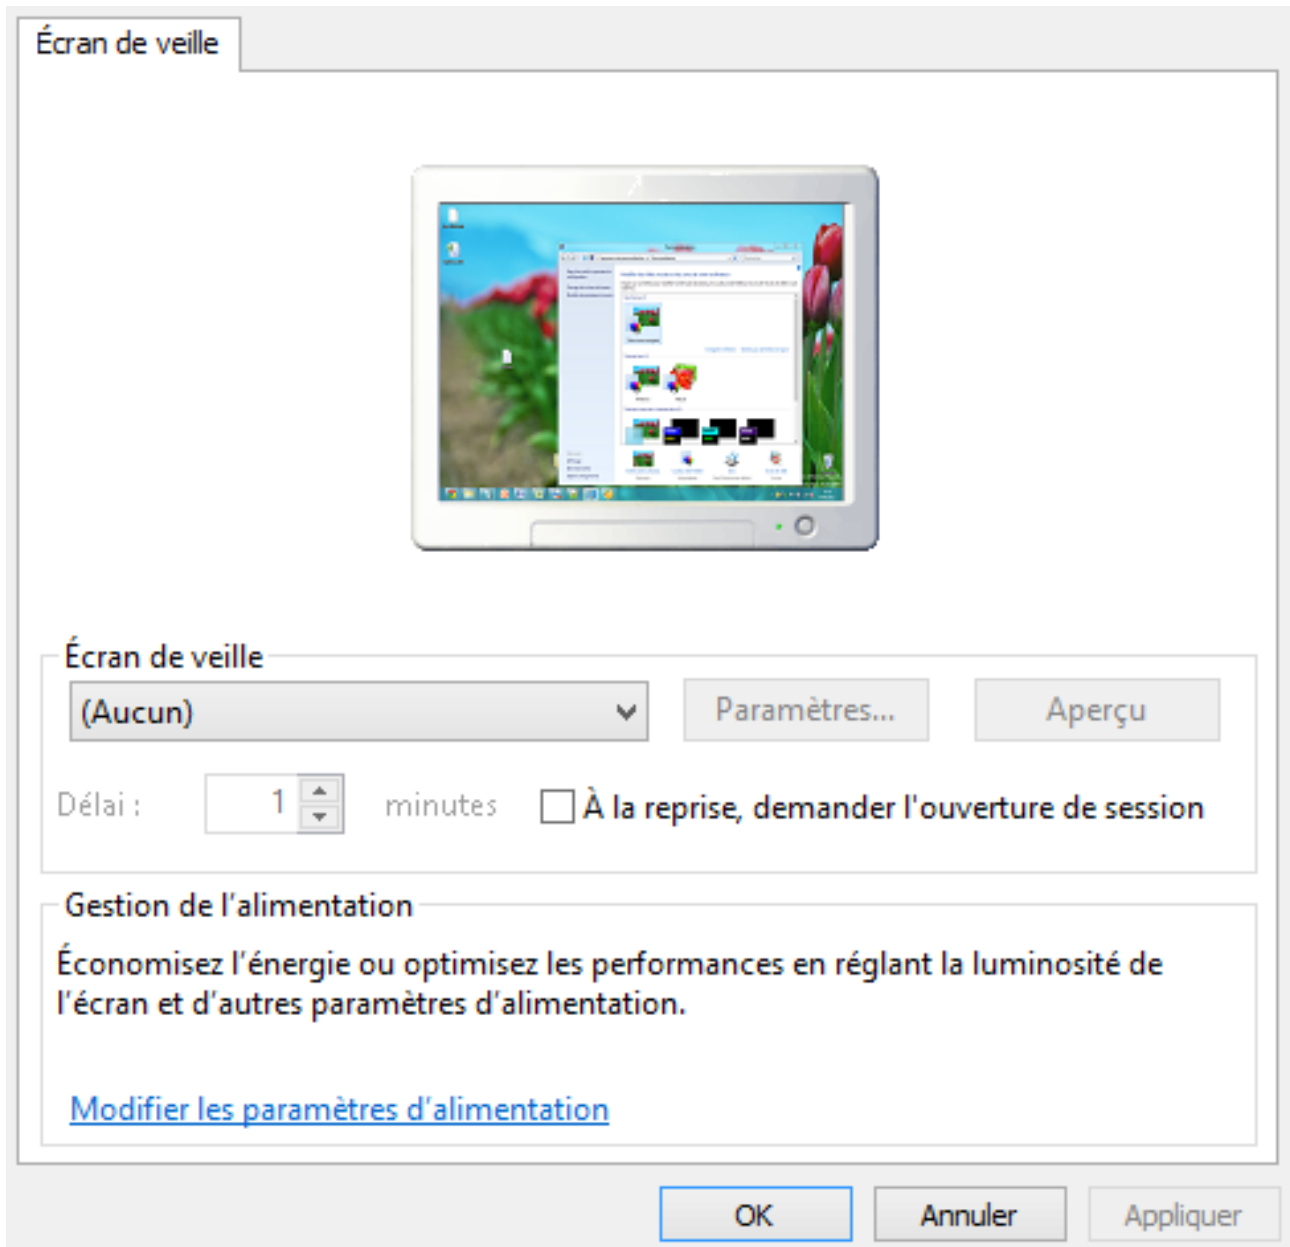 Écran de veille
Écran de veille
(Aucun)
Paramètres...
Aperçu
Délai :
1
minutes
À la reprise, demander l'ouverture de session
Gestion de l'alimentation
Économisez l'énergie ou optimisez les performances en réglant la luminosité de
l'écran et d'autres paramètres d'alimentation.
Modifier les paramètres d'alimentation
OK
Annuler
Appliquer